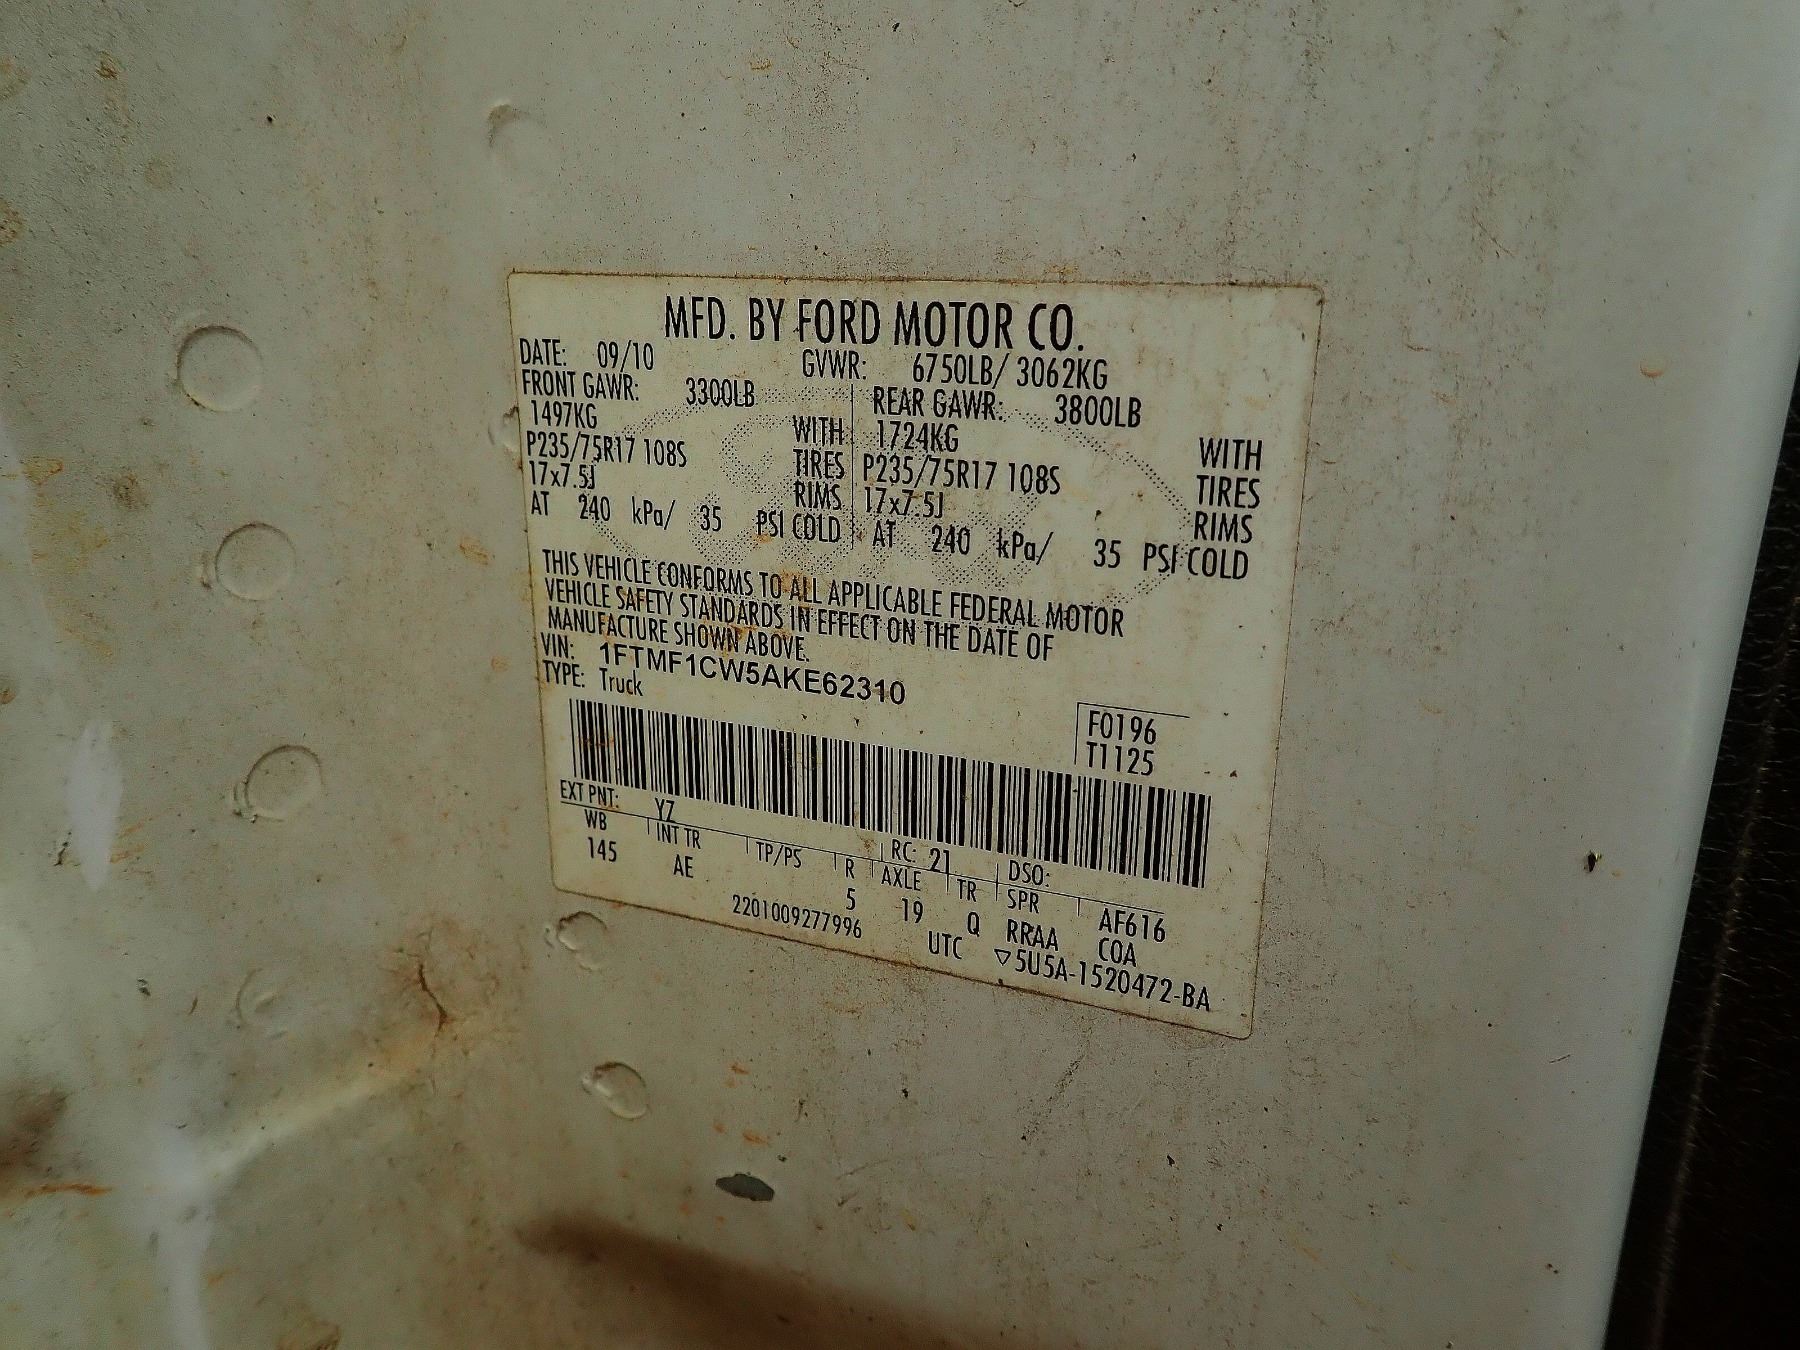 MFD. BY FORD MOTOR CO.
DATE: 09/10 GVWR: 6750LB/ 3062KG
FRONT GAWR: 3300LB REAR GAWR: 3800LB
1497KG WITH 1724KG WITH
P235/75R17 108S TIRES P235/75R17 108S TIRES
17x7.5J RIMS 17x7.5J RIMS
AT 240 kPa/ 35 PSI COLD AT 240 kPa/ 35 PSI COLD
THIS VEHICLE CONFORMS TO ALL APPLICABLE FEDERAL MOTOR
VEHICLE SAFETY STANDARDS IN EFFECT ON THE DATE OF
MANUFACTURE SHOWN ABOVE.
VIN: 1FTMF1CW5AKE62310
TYPE: Truck
F0196
T1125
EXT PNT: YZ RC: 21 DSO:
WB INT TR TP/PS R AXLE TR SPR AF616
145 AE 5 19 Q RRAA COA
2201009277996 UTC ▽5U5A-1520472-BA